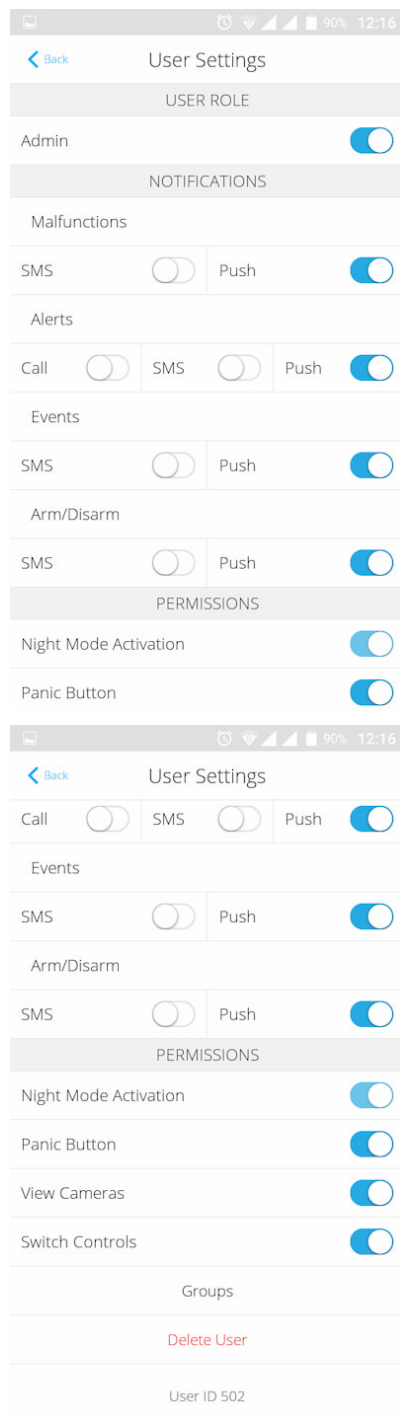 90% 12:16
Back User Settings
USER ROLE
Admin
NOTIFICATIONS
Malfunctions
SMS Push
Alerts
Call SMS Push
Events
SMS Push
Arm/Disarm
SMS Push
PERMISSIONS
Night Mode Activation
Panic Button
90% 12:16
Back User Settings
Call SMS Push
Events
SMS Push
Arm/Disarm
SMS Push
PERMISSIONS
Night Mode Activation
Panic Button
View Cameras
Switch Controls
Groups
Delete User
User ID 502